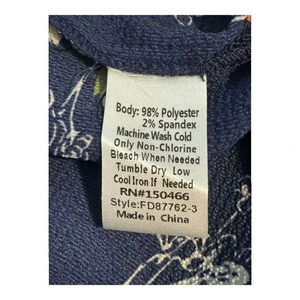 Body: 98% Polyester
2% Spandex
Machine Wash Cold
Only Non-Chlorine
Bleach When Needed
Tumble Dry Low
Cool Iron If Needed
RN#150466
Style:FD87762-3
Made in China